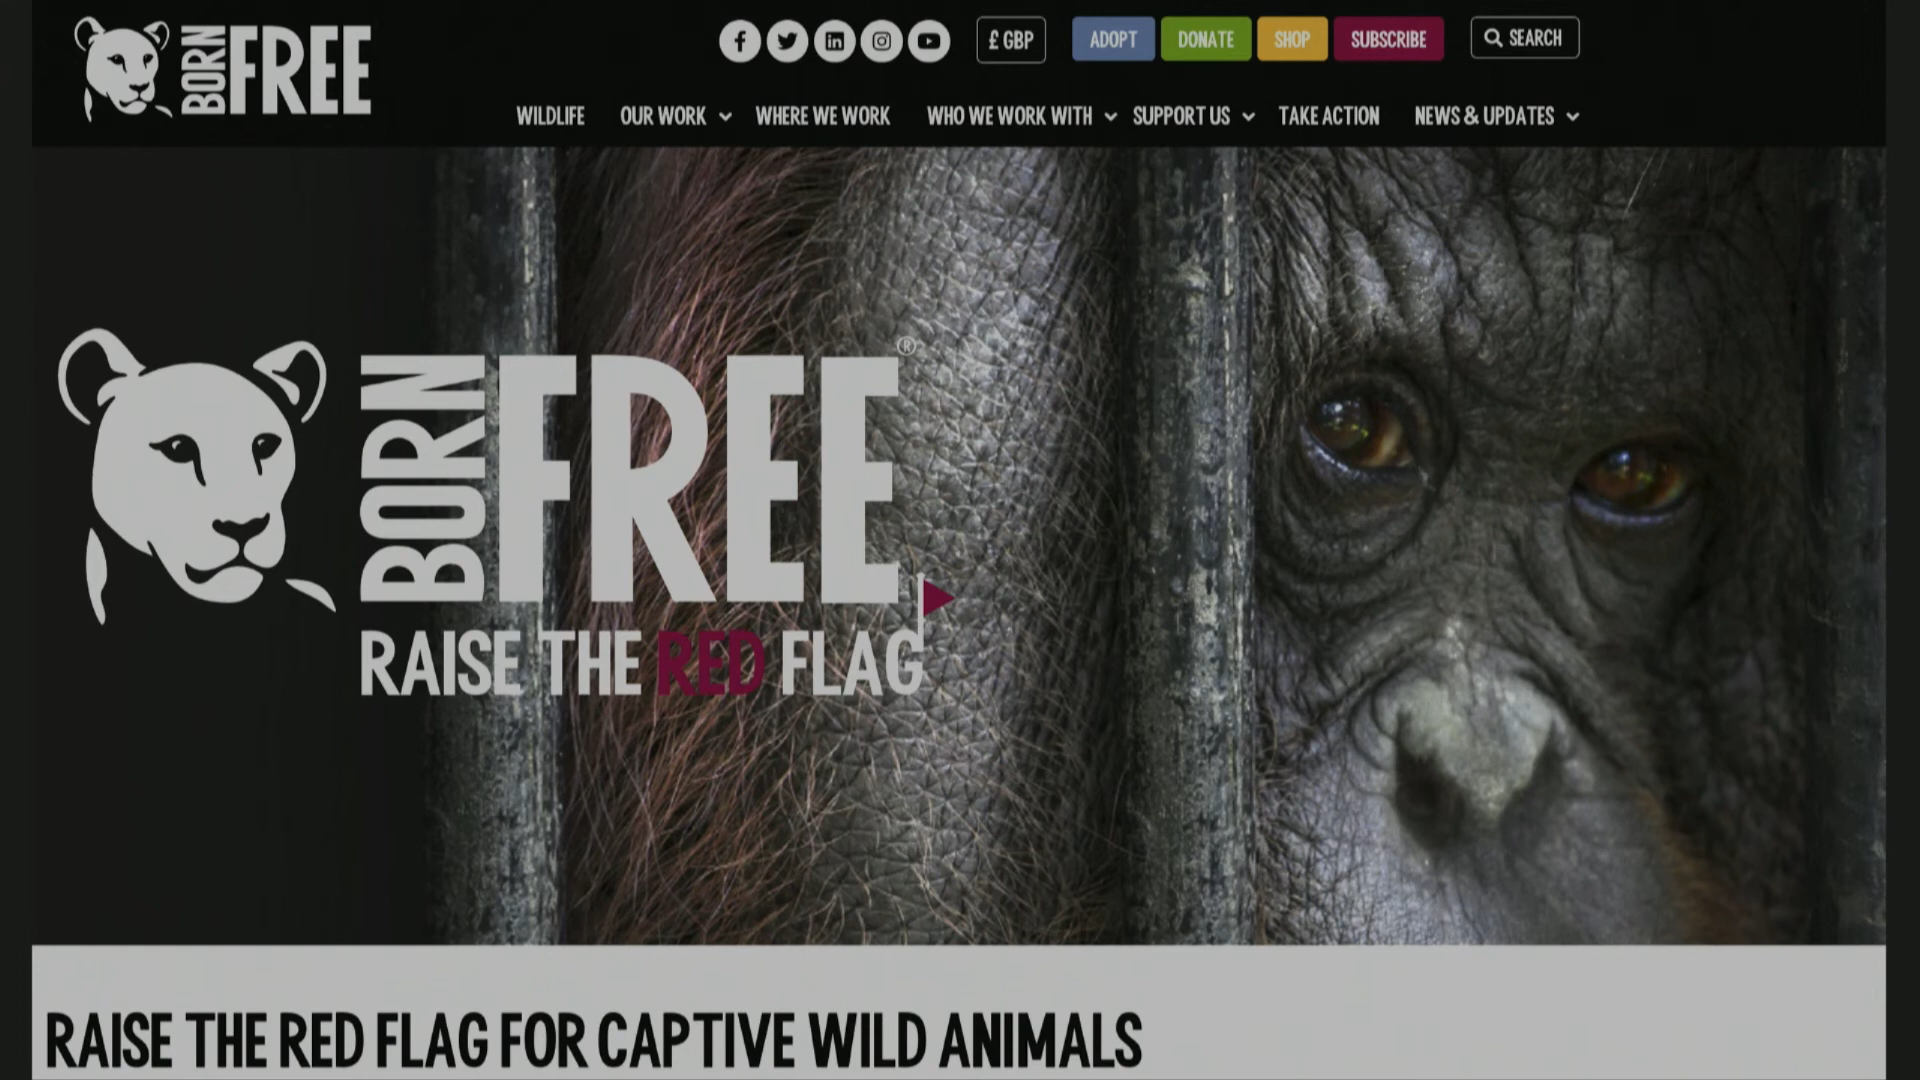 BORN FREE
£ GBP
ADOPT
DONATE
SHOP
SUBSCRIBE
SEARCH
WILDLIFE
OUR WORK
WHERE WE WORK
WHO WE WORK WITH
SUPPORT US
TAKE ACTION
NEWS & UPDATES
BORN FREE ®
RAISE THE RED FLAG
RAISE THE RED FLAG FOR CAPTIVE WILD ANIMALS